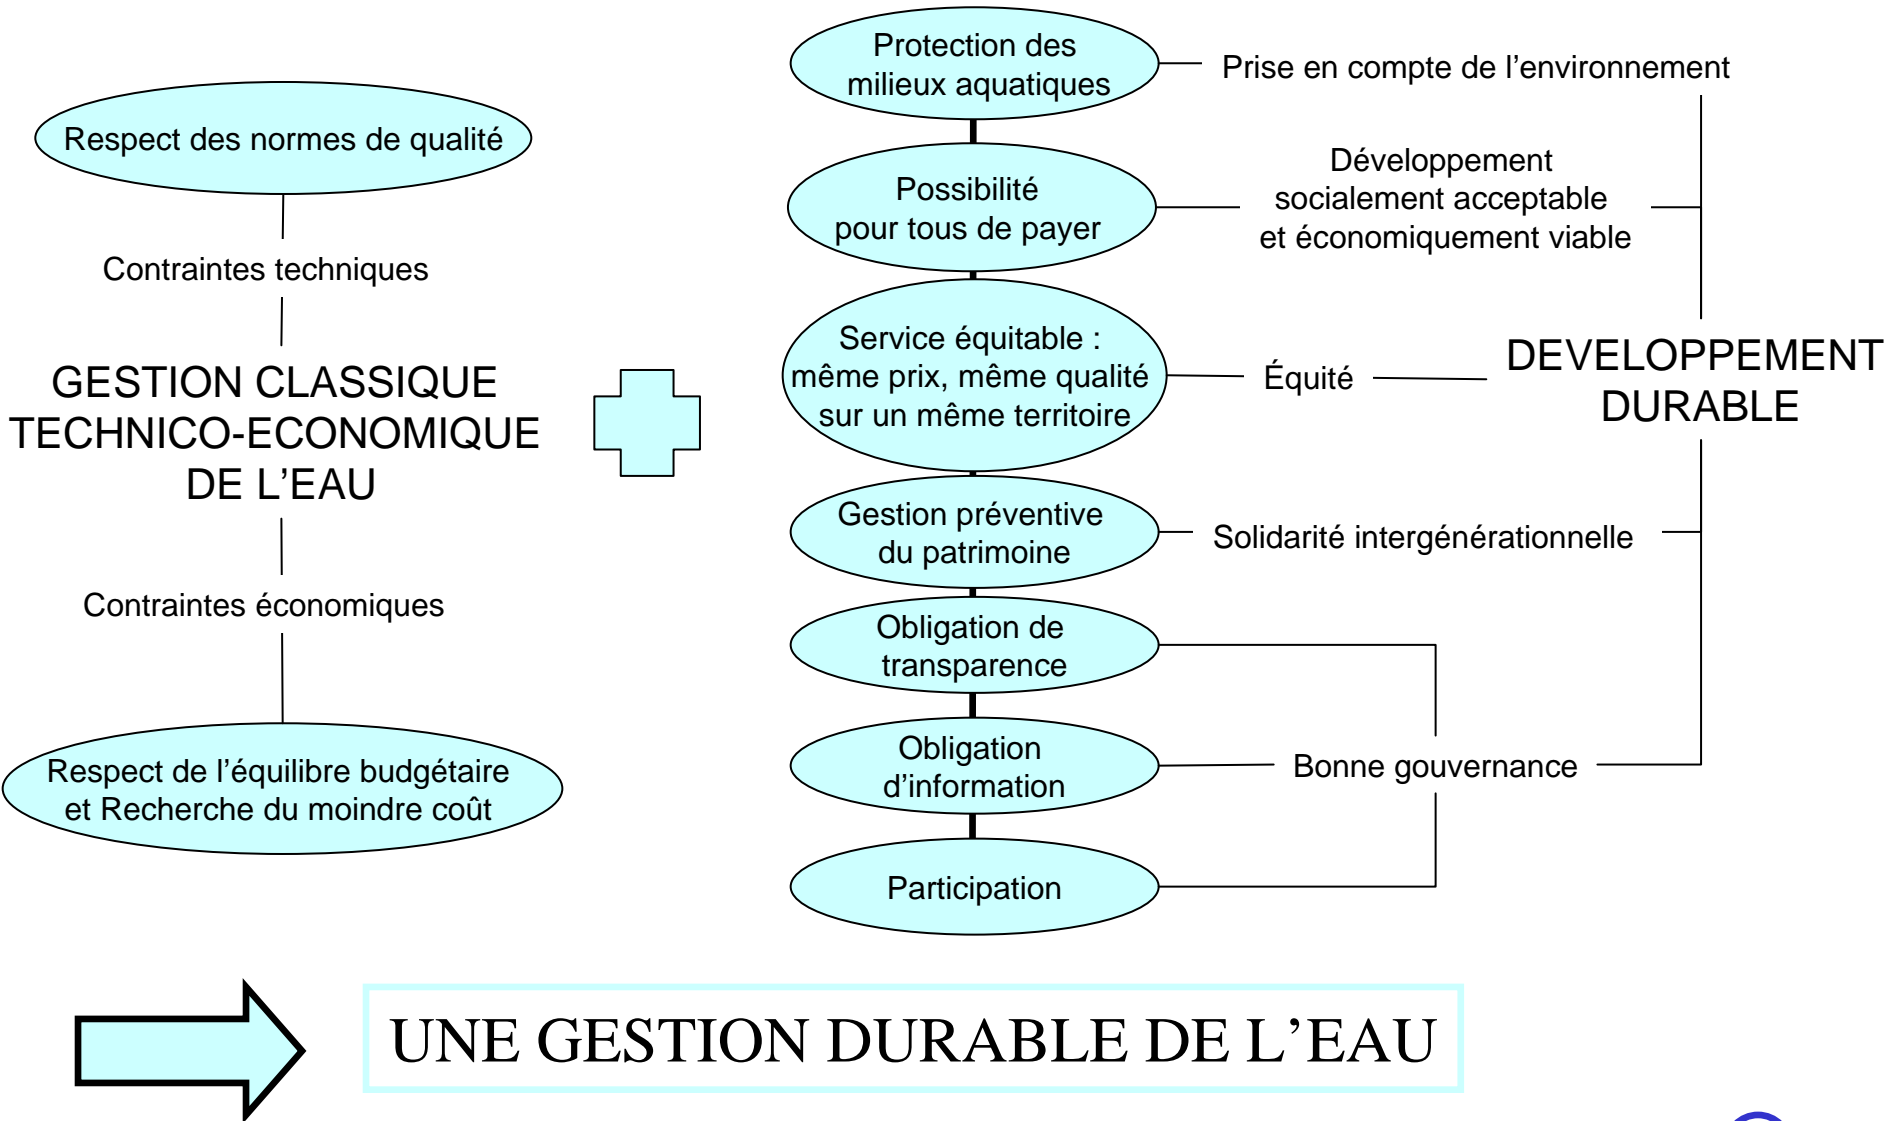 Respect des normes de qualité
Contraintes techniques
GESTION CLASSIQUE
TECHNICO-ECONOMIQUE
DE L’EAU
Contraintes économiques
Respect de l’équilibre budgétaire
et Recherche du moindre coût
Protection des
milieux aquatiques
Prise en compte de l’environnement
Possibilité
pour tous de payer
Développement
socialement acceptable
et économiquement viable
Service équitable :
même prix, même qualité
sur un même territoire
Équité
DEVELOPPEMENT
DURABLE
Gestion préventive
du patrimoine
Solidarité intergénérationnelle
Obligation de
transparence
Obligation
d’information
Bonne gouvernance
Participation
UNE GESTION DURABLE DE L’EAU